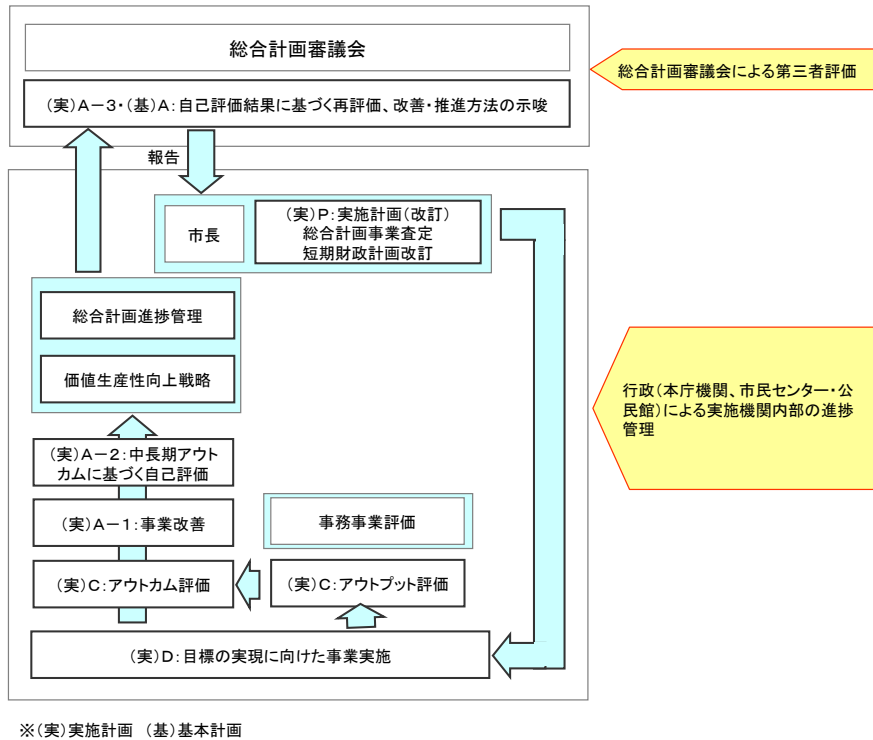 総合計画審議会
総合計画審議会による第三者評価
(実)A-3・(基)A:自己評価結果に基づく再評価、改善・推進方法の示唆
報告
市長
(実)P:実施計画(改訂)
総合計画事業査定
短期財政計画改訂
総合計画進捗管理
価値生産性向上戦略
行政(本庁機関、市民センター・公
民館)による実施機関内部の進捗
管理
(実)A-2:中長期アウト
カムに基づく自己評価
(実)A-1:事業改善
事務事業評価
(実)C:アウトカム評価
(実)C:アウトプット評価
(実)D:目標の実現に向けた事業実施
※(実)実施計画 (基)基本計画